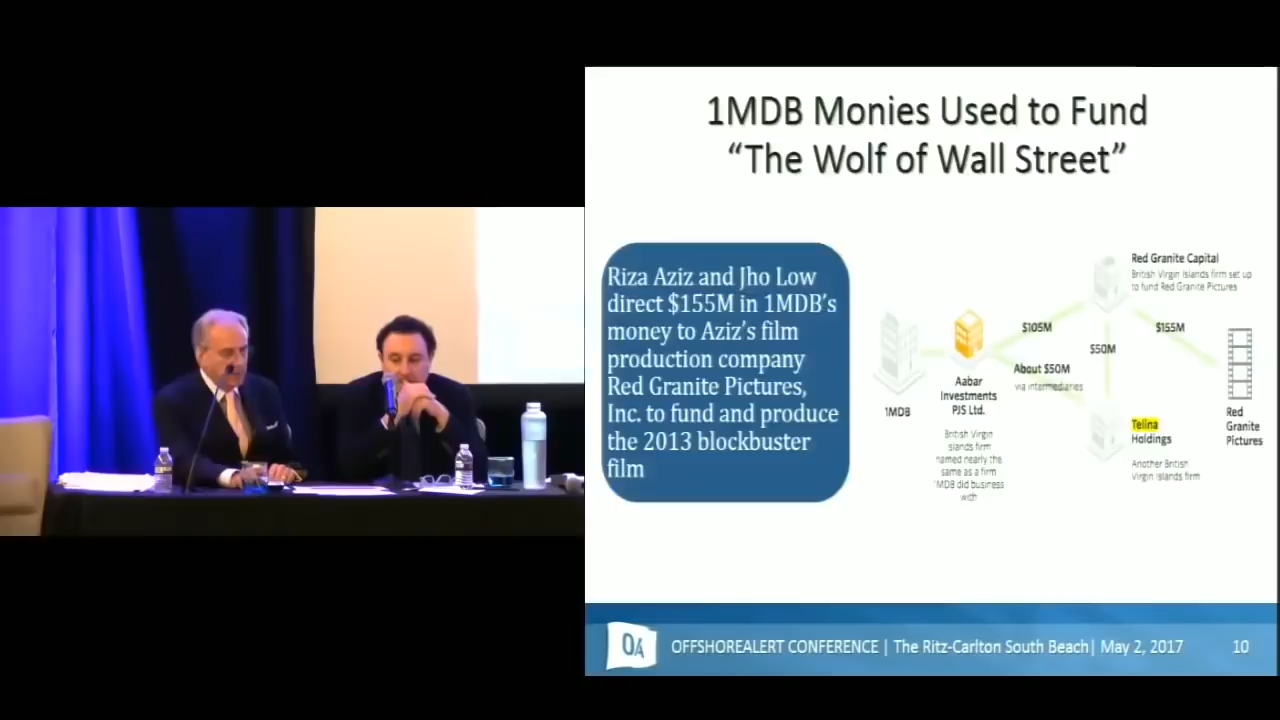 1MDB Monies Used to Fund
“The Wolf of Wall Street”
Riza Aziz and Jho Low
direct $155M in 1MDB’s
money to Aziz’s film
production company
Red Granite Pictures,
Inc. to fund and produce
the 2013 blockbuster
film
1MDB
Aabar
Investments
PJS Ltd.
British Virgin
slands firm
named nearly the
same as a firm
'MDB did business
with
$105M
About $50M
via intermediaries
Red Granite Capital
British Virgin Islands firm set up
to fund Red Granite Pictures
$50M
$155M
Telina
Holdings
Another British
Virgin Islands firm
Red
Granite
Pictures
OA
OFFSHOREALERT CONFERENCE | The Ritz-Carlton South Beach| May 2, 2017
10